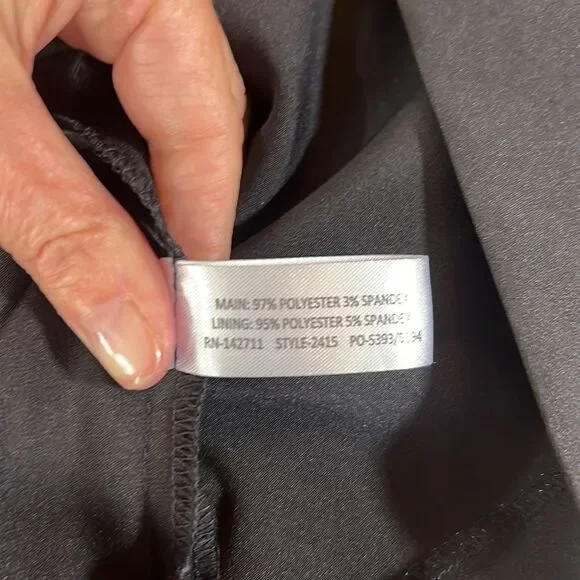 MAIN: 97% POLYESTER 3% SPANDEX
LINING: 95% POLYESTER 5% SPANDEX
RN-142711 STYLE-2415